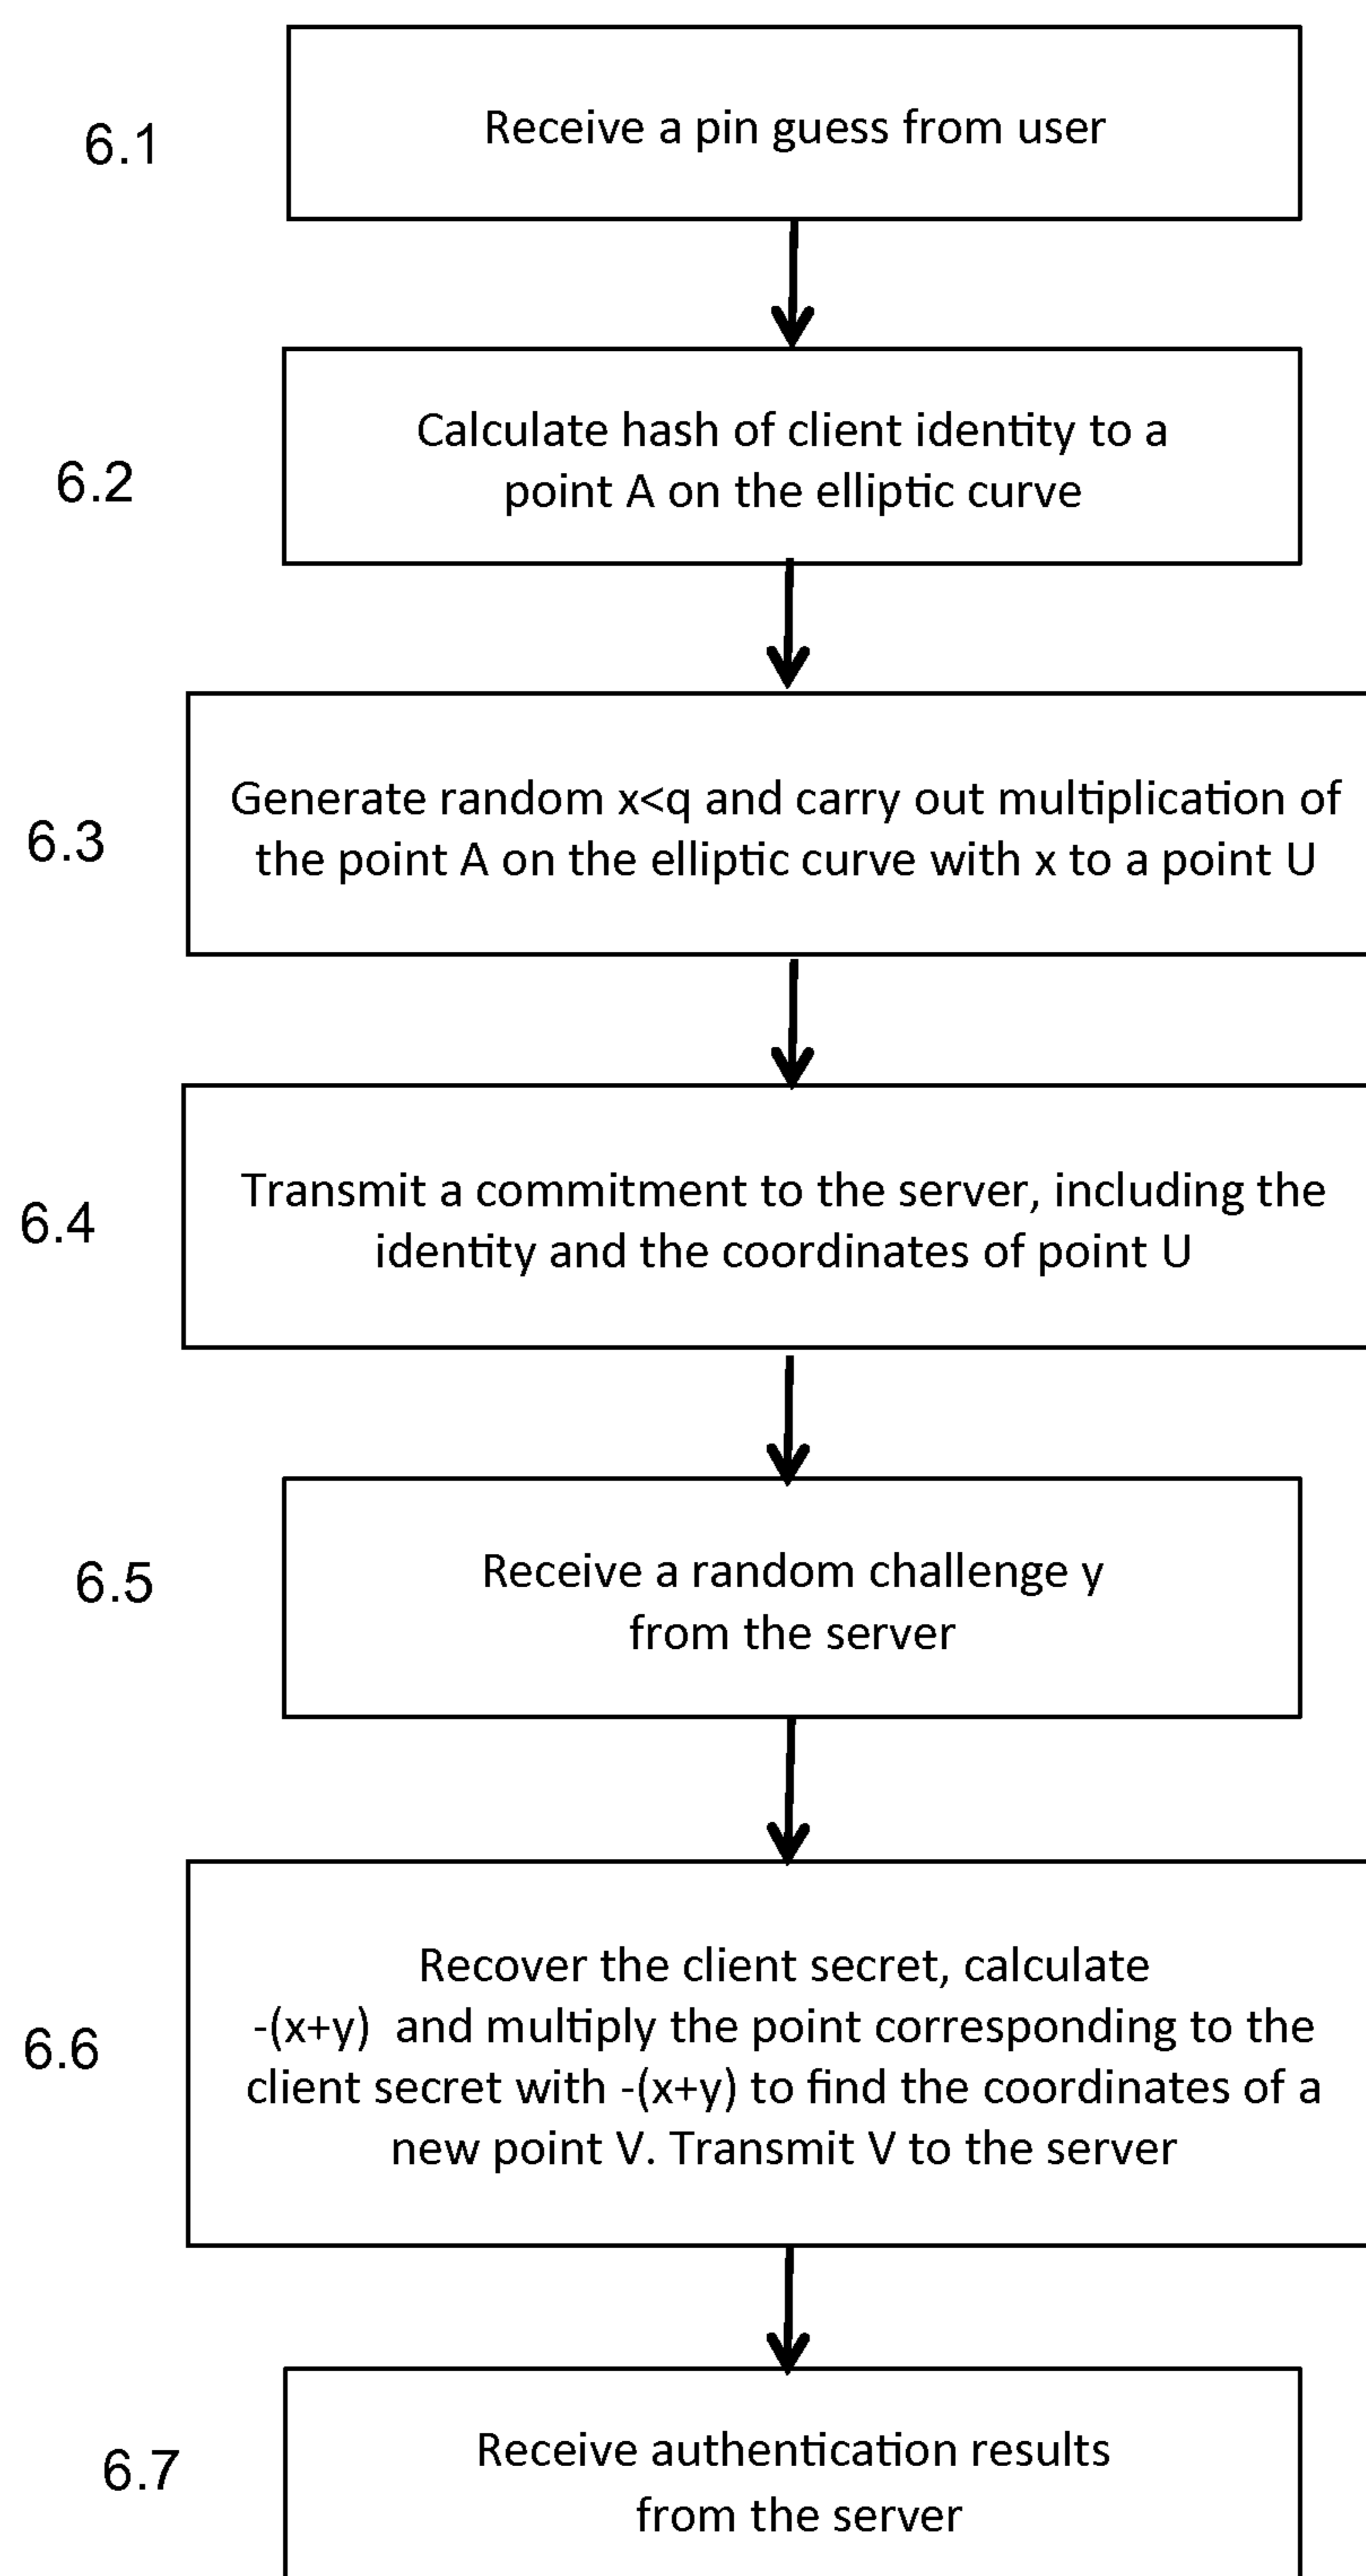 6.1
Receive a pin guess from user
6.2
Calculate hash of client identity to a
point A on the elliptic curve
6.3
Generate random x<q and carry out multiplication of
the point A on the elliptic curve with x to a point U
6.4
Transmit a commitment to the server, including the
identity and the coordinates of point U
6.5
Receive a random challenge y
from the server
6.6
Recover the client secret, calculate
-(x+y) and multiply the point corresponding to the
client secret with -(x+y) to find the coordinates of a
new point V. Transmit V to the server
6.7
Receive authentication results
from the server